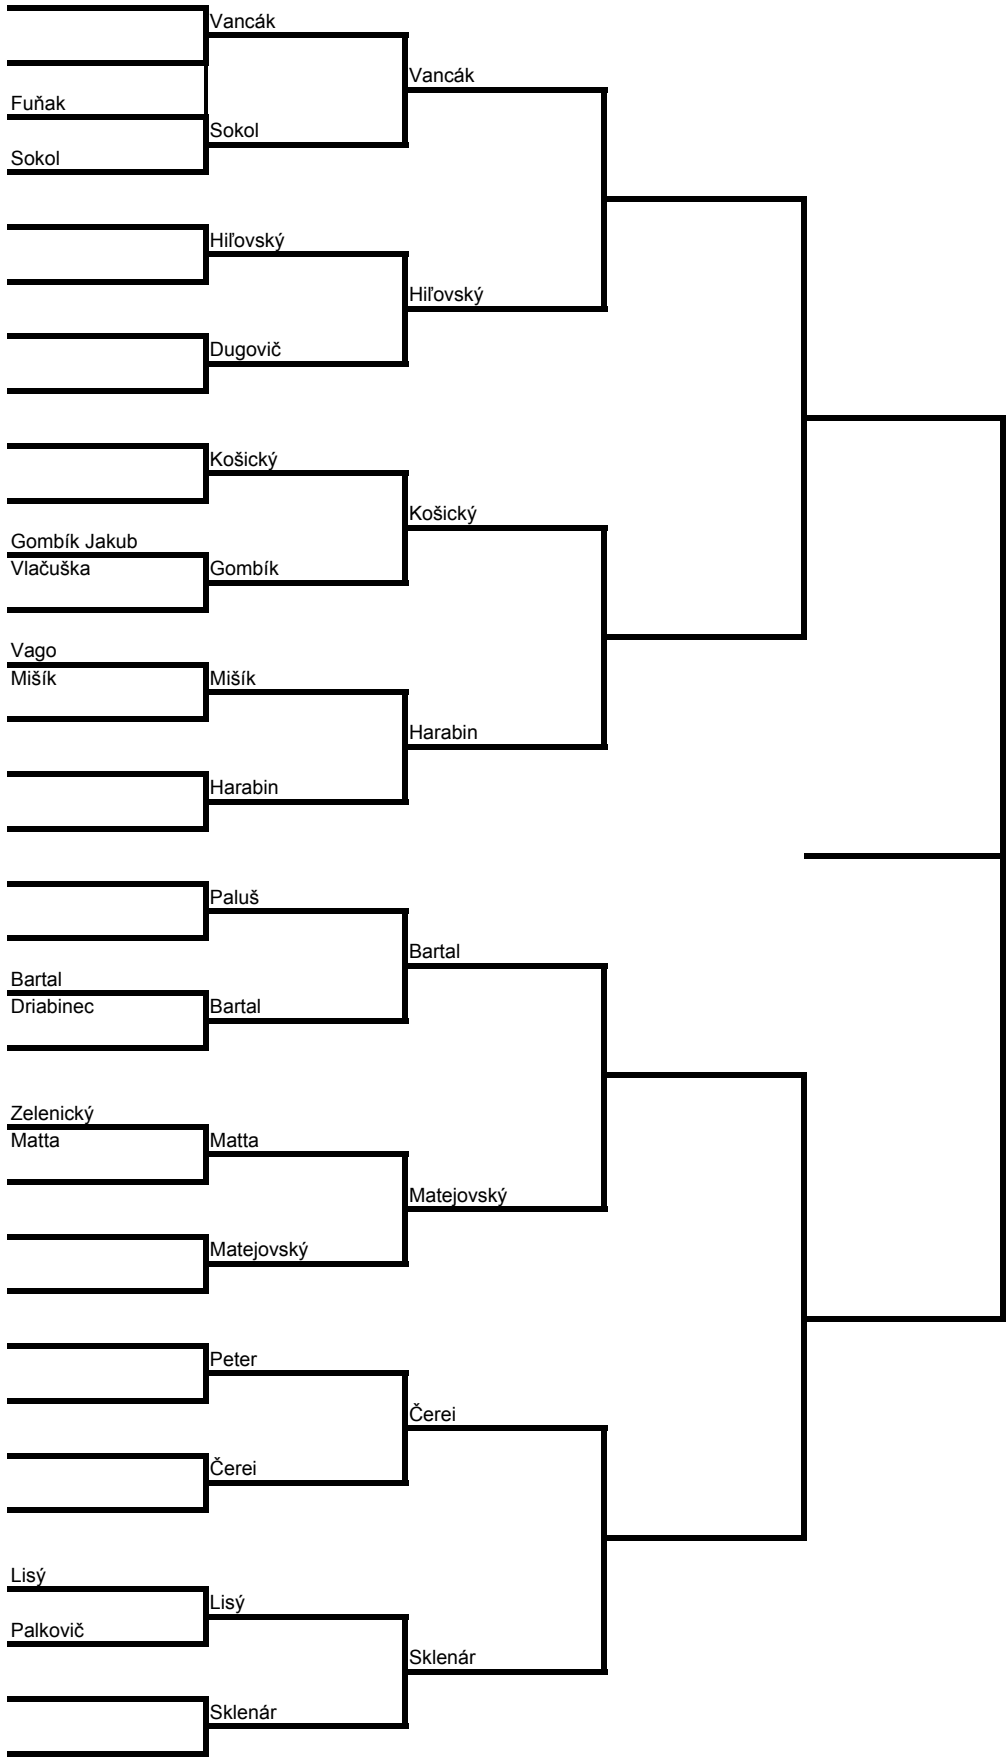 Vancák
Vancák
Fuňak
Sokol
Sokol
Hiľovský
Hiľovský
Dugovič
Košický
Košický
Gombík Jakub
Vlačuška
Gombík
Vago
Mišík
Mišík
Harabin
Harabin
Paluš
Bartal
Bartal
Driabinec
Bartal
Zelenický
Matta
Matta
Matejovský
Matejovský
Peter
Čerei
Čerei
Lisý
Lisý
Palkovič
Sklenár
Sklenár